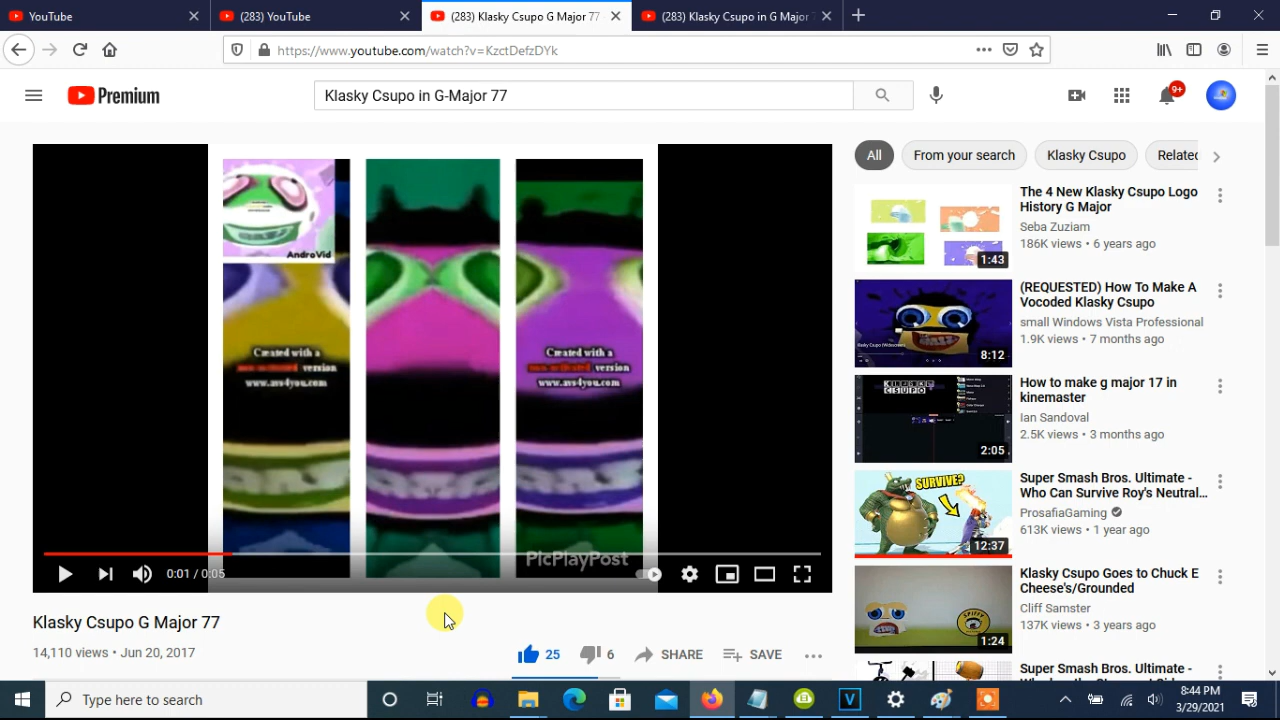 YouTube
(283) YouTube
(283) Klasky Csupo G Major 77
(283) Klasky Csupo in G-Major
https://www.youtube.com/watch?v=KzctDefzDYk
Premium
Klasky Csupo in G-Major 77
9+
AndroVid
Created with a
non-activated version
www.avs4you.com
Created with a
non-activated version
www.avs4you.com
PicPlayPost
0:01 / 0:05
Klasky Csupo G Major 77
14,110 views • Jun 20, 2017
25
6
SHARE
SAVE
All
From your search
Klasky Csupo
Related
The 4 New Klasky Csupo Logo
History G Major
Seba Zuziam
186K views • 6 years ago
1:43
(REQUESTED) How To Make A
Vocoded Klasky Csupo
small Windows Vista Professional
1.9K views • 7 months ago
8:12
How to make g major 17 in
kinemaster
Ian Sandoval
2.5K views • 3 months ago
2:05
SURVIVE?
Super Smash Bros. Ultimate -
Who Can Survive Roy's Neutral...
ProsafiaGaming
613K views • 1 year ago
12:37
Klasky Csupo Goes to Chuck E
Cheese's/Grounded
Cliff Samster
137K views • 3 years ago
1:24
Super Smash Bros. Ultimate -
Type here to search
8:44 PM
3/29/2021